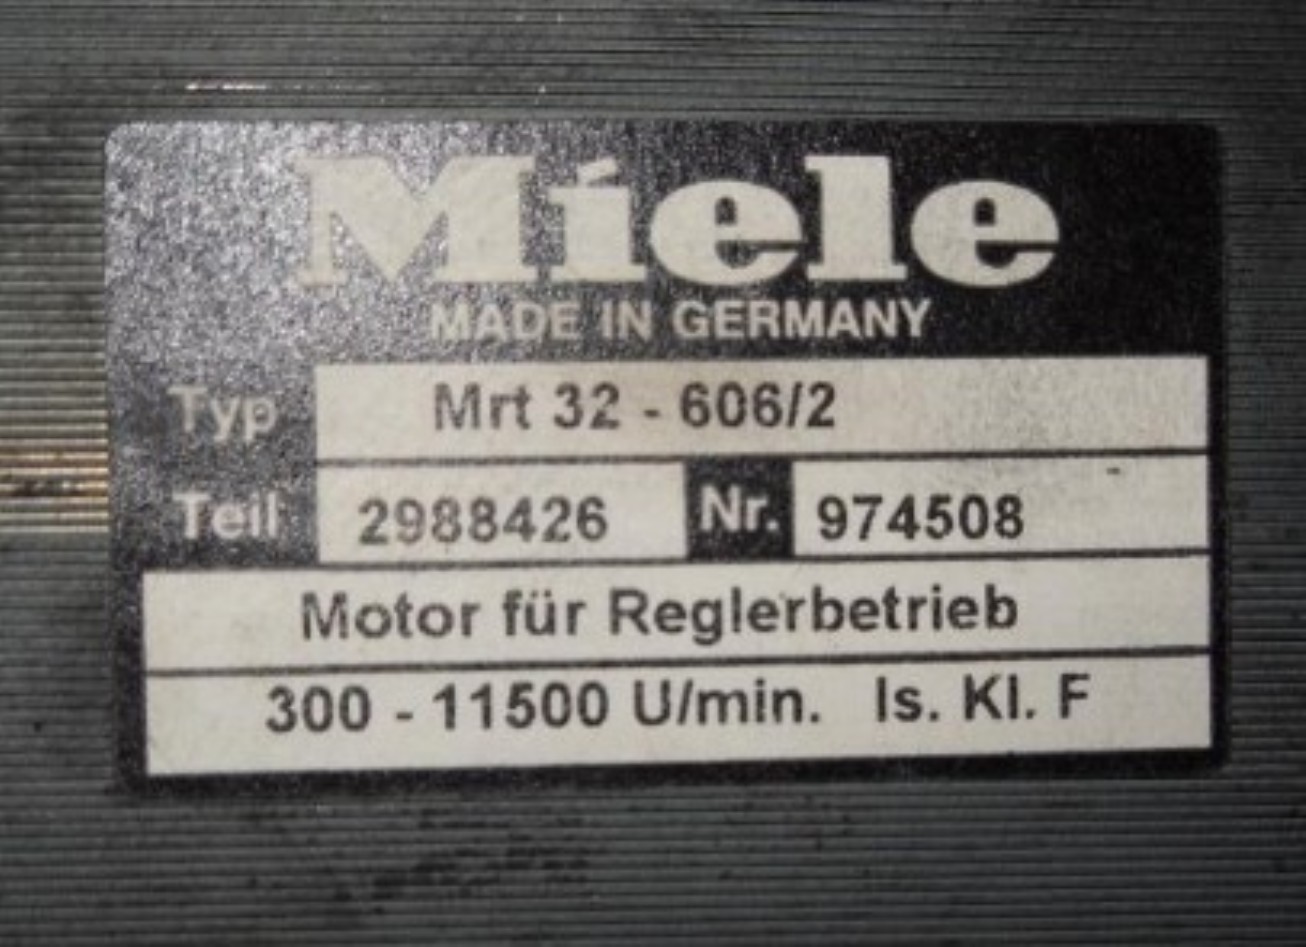 Miele
MADE IN GERMANY
Typ Mrt 32 - 606/2
Teil 2988426 Nr. 974508
Motor für Reglerbetrieb
300 - 11500 U/min. Is. Kl. F